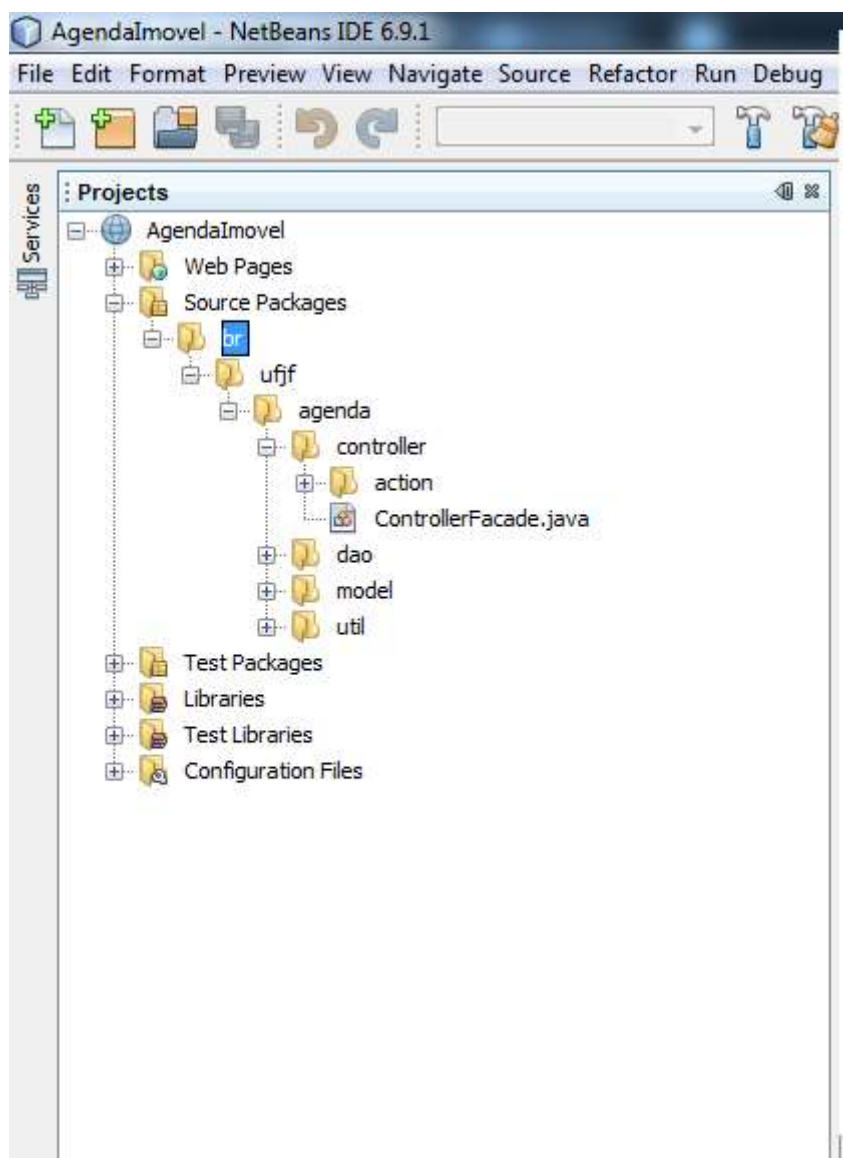 AgendaImovel - NetBeans IDE 6.9.1
File Edit Format Preview View Navigate Source Refactor Run Debug
Services
Projects
AgendaImovel
Web Pages
Source Packages
br
ufjf
agenda
controller
action
ControllerFacade.java
dao
model
util
Test Packages
Libraries
Test Libraries
Configuration Files